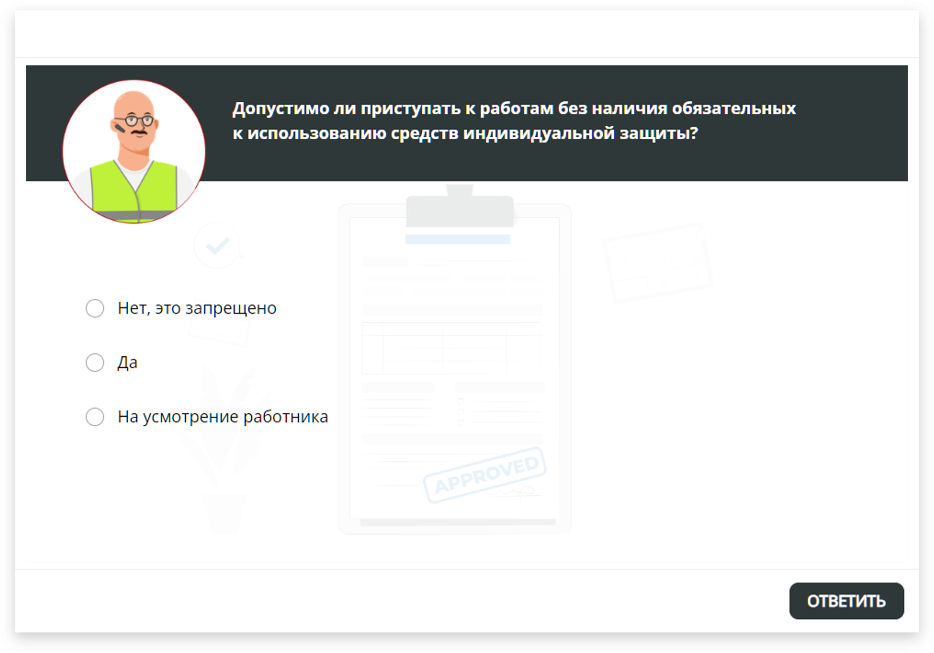 Допустимо ли приступать к работам без наличия обязательных
к использованию средств индивидуальной защиты?
Нет, это запрещено
Да
На усмотрение работника
APPROVED
ОТВЕТИТЬ